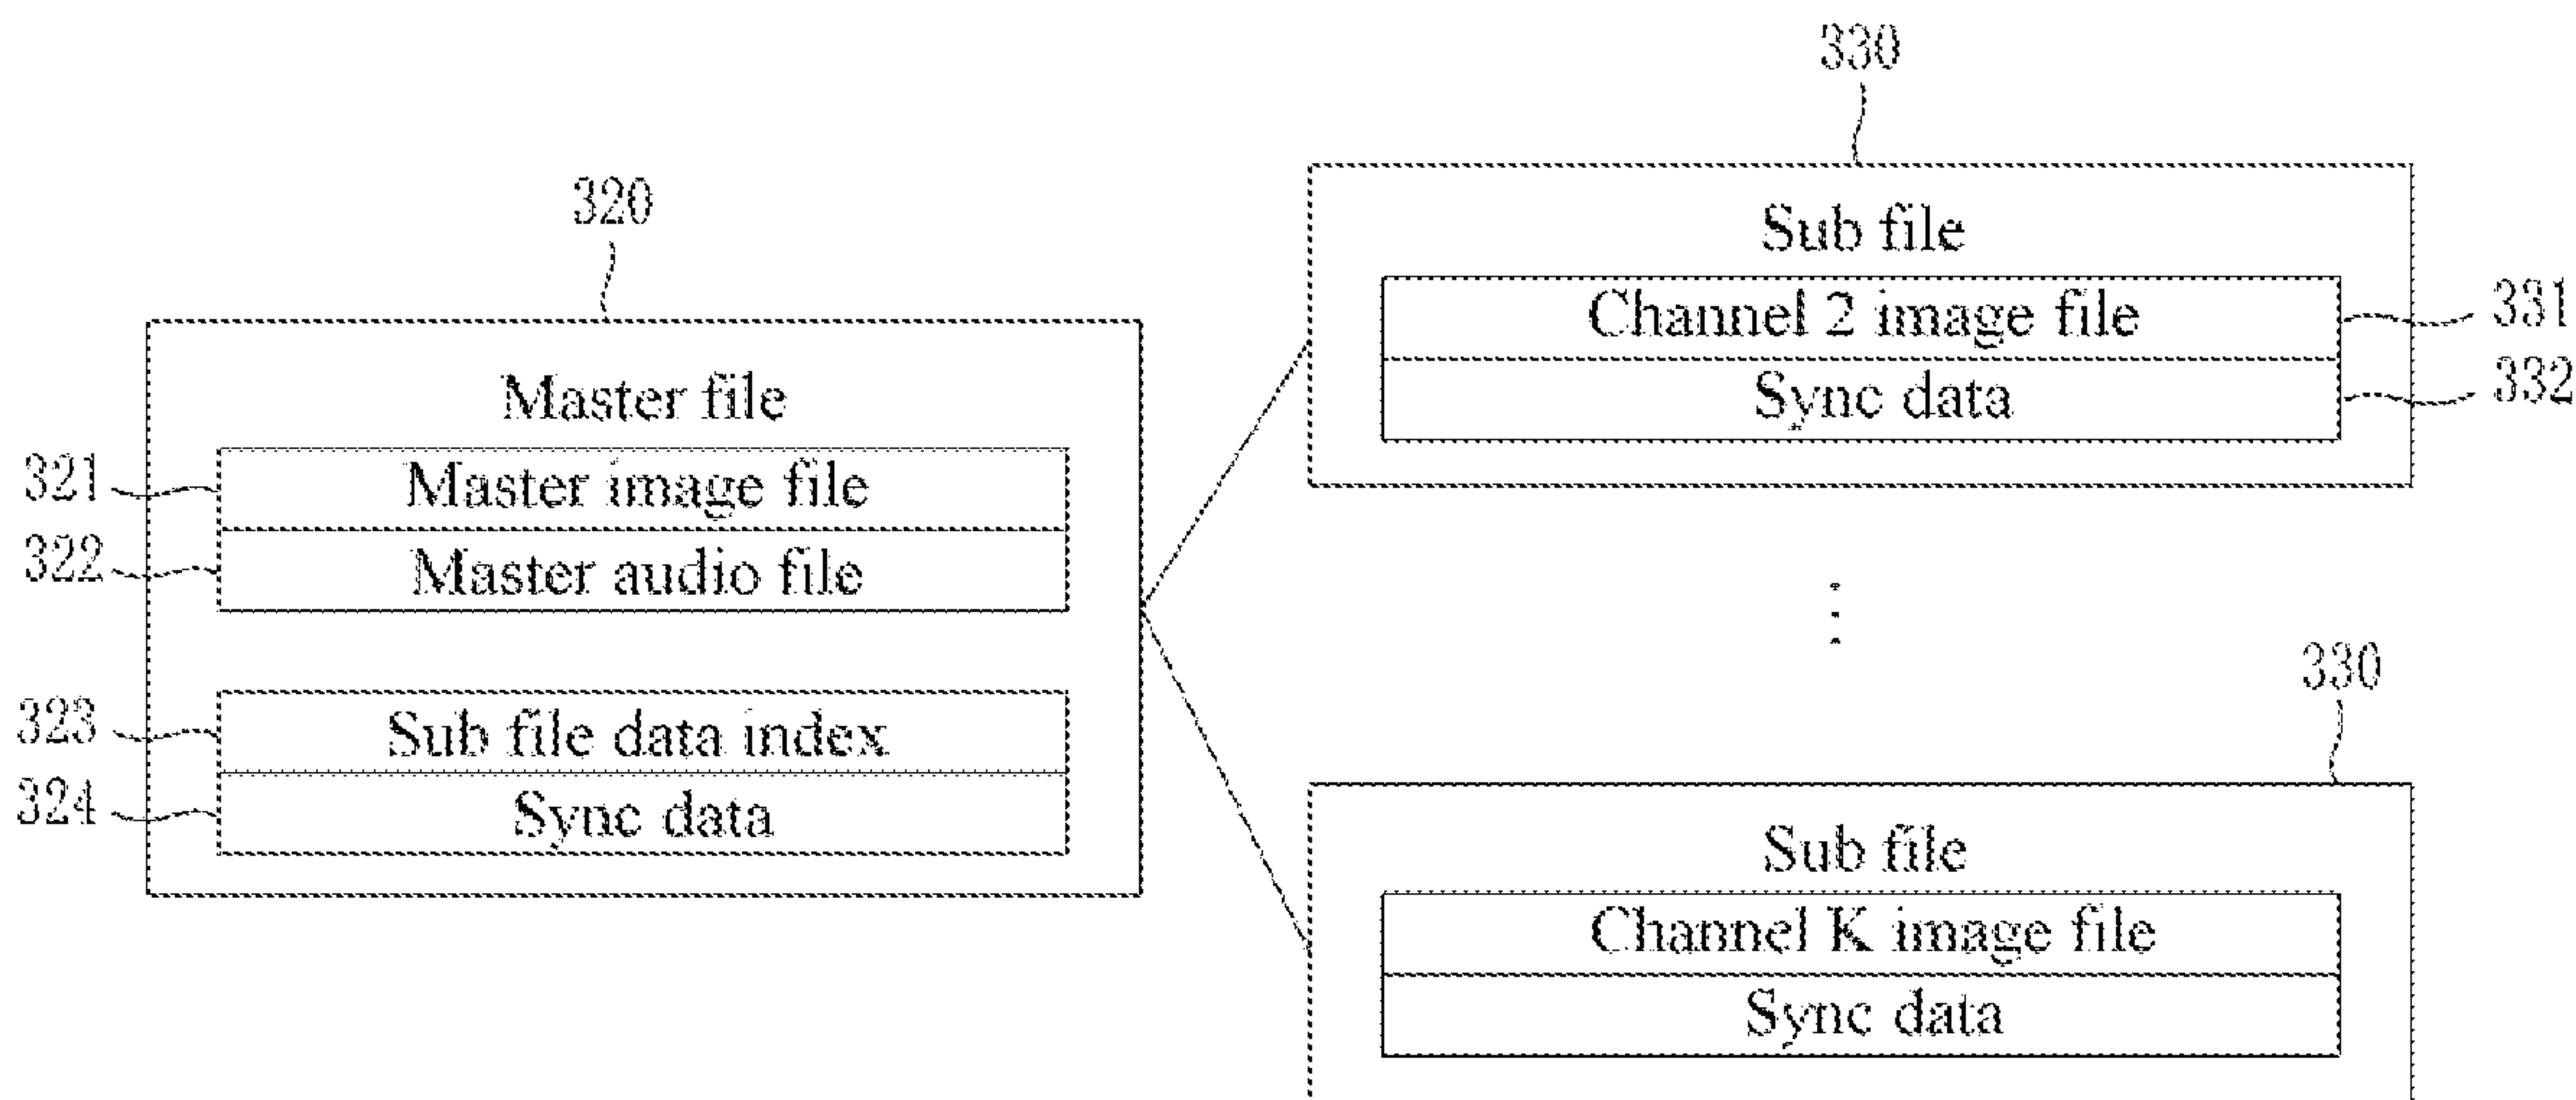 320
Master file
321
Master image file
322
Master audio file
323
Sub file data index
324
Sync data
330
Sub file
Channel 2 image file
331
Sync data
332
⋮
330
Sub file
Channel K image file
Sync data